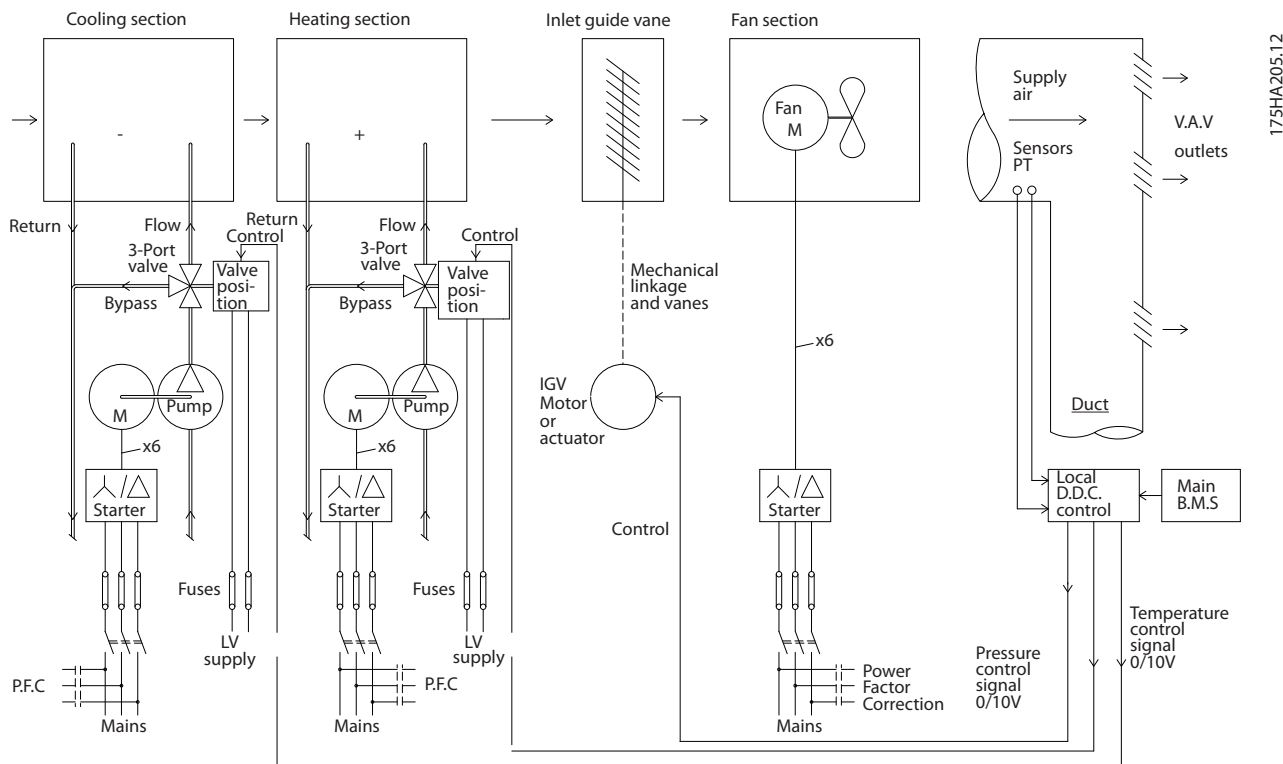 Cooling section
Heating section
Inlet guide vane
Fan section
175HA205.12
-
+
Fan
M
Supply
air
Sensors
PT
V.A.V
outlets
Return
Flow
3-Port
valve
Bypass
Control
Valve
posi-
tion
Return
Flow
3-Port
valve
Bypass
Control
Valve
posi-
tion
Mechanical
linkage
and vanes
x6
M
Pump
x6
M
Pump
x6
IGV
Motor
or
actuator
Duct
/
Starter
/
Starter
/
Starter
Local
D.D.C.
control
Main
B.M.S
Control
Fuses
LV
supply
Fuses
LV
supply
P.F.C
Mains
P.F.C
Mains
Power
Factor
Correction
Mains
Pressure
control
signal
0/10V
Temperature
control
signal
0/10V